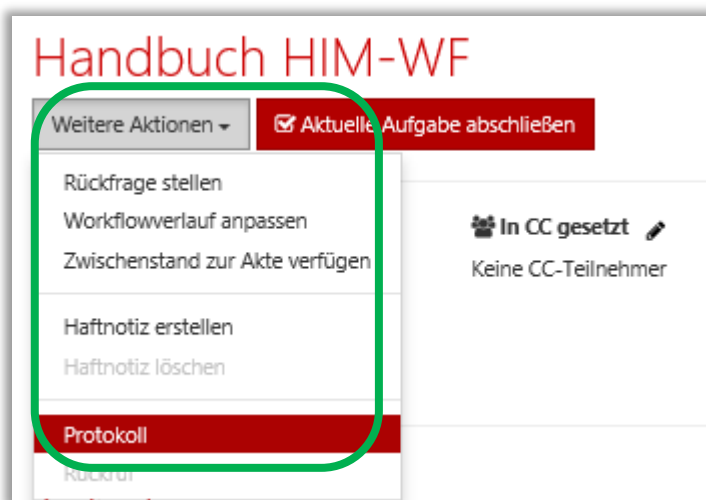 Handbuch HIM-WF
Weitere Aktionen
Aktuelle Aufgabe abschließen
Rückfrage stellen
Workflowverlauf anpassen
Zwischenstand zur Akte verfügen
In CC gesetzt
Keine CC-Teilnehmer
Haftnotiz erstellen
Haftnotiz löschen
Protokoll
Rückruf